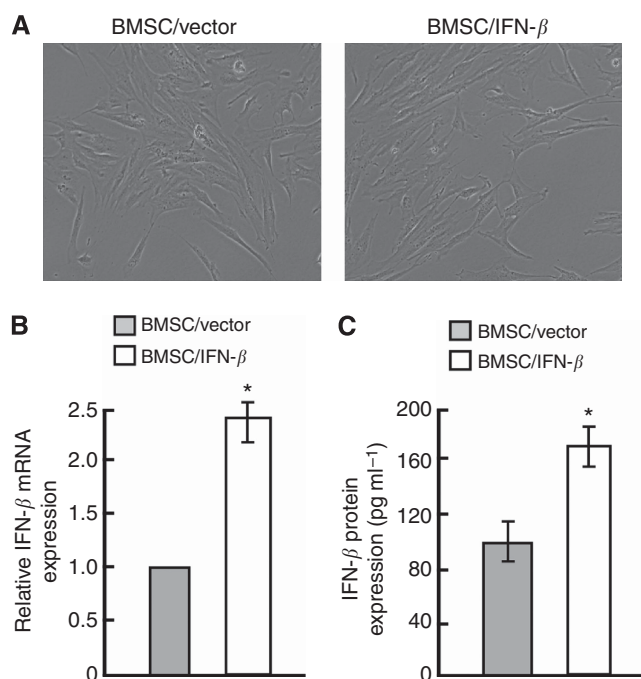 A
BMSC/vector
BMSC/IFN-β
B
BMSC/vector
BMSC/IFN-β
Relative IFN-β mRNA
expression
2.5
2.0
1.5
1.0
0.5
0
*
C
BMSC/vector
BMSC/IFN-β
IFN-β protein
expression (pg ml⁻¹)
200
160
120
80
40
0
*